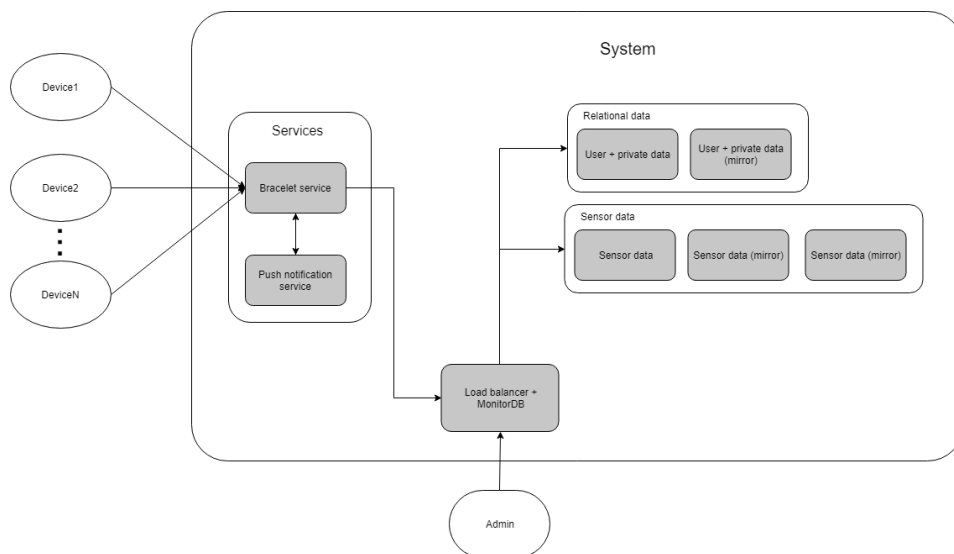 System
Device1
Device2
DeviceN
Services
Bracelet service
Push notification
service
Relational data
User + private data
User + private data
(mirror)
Sensor data
Sensor data
Sensor data (mirror)
Sensor data (mirror)
Load balancer +
MonitorDB
Admin